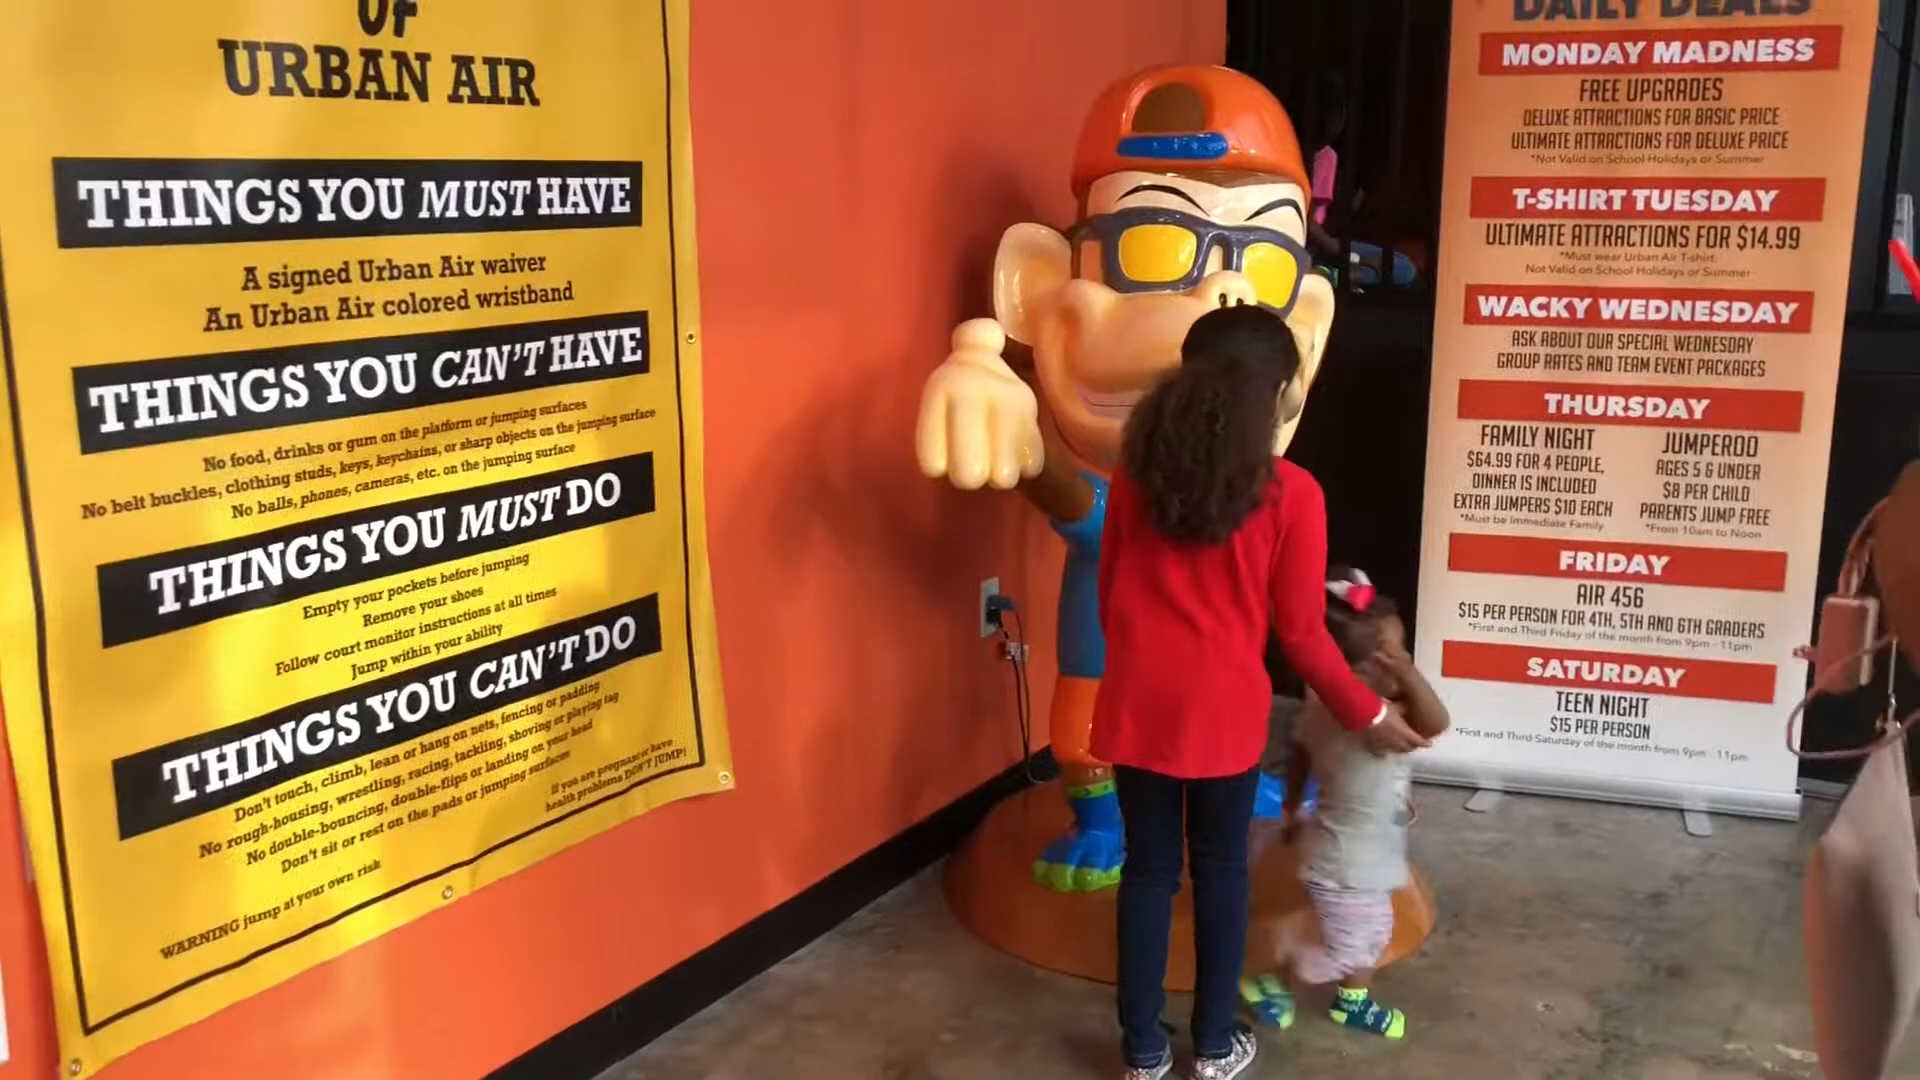 OF
URBAN AIR
THINGS YOU MUST HAVE
A signed Urban Air waiver
An Urban Air colored wristband
THINGS YOU CAN'T HAVE
No food, drinks or gum on the platform or jumping surfaces
No belt buckles, clothing studs, keys, keychains, or sharp objects on the jumping surface
No balls, phones, cameras, etc. on the jumping surface
THINGS YOU MUST DO
Empty your pockets before jumping
Remove your shoes
Follow court monitor instructions at all times
Jump within your ability
THINGS YOU CAN'T DO
Don't touch, climb, lean or hang on nets, fencing or padding
No rough-housing, wrestling, racing, tackling, shoving or playing tag
No double-bouncing, double-flips or landing on your head
Don't sit or rest on the pads or jumping surfaces
If you are pregnant or have
health problems DON'T JUMP!
WARNING jump at your own risk
DAILY DEALS
MONDAY MADNESS
FREE UPGRADES
DELUXE ATTRACTIONS FOR BASIC PRICE
ULTIMATE ATTRACTIONS FOR DELUXE PRICE
*Not Valid on School Holidays or Summer
T-SHIRT TUESDAY
ULTIMATE ATTRACTIONS FOR $14.99
*Must wear Urban Air T-shirt
Not Valid on School Holidays or Summer
WACKY WEDNESDAY
ASK ABOUT OUR SPECIAL WEDNESDAY
GROUP RATES AND TEAM EVENT PACKAGES
THURSDAY
FAMILY NIGHT
$64.99 FOR 4 PEOPLE,
DINNER IS INCLUDED
EXTRA JUMPERS $10 EACH
*Must be Immediate Family
JUMPEROO
AGES 5 & UNDER
$8 PER CHILD
PARENTS JUMP FREE
*From 10am to Noon
FRIDAY
AIR 456
$15 PER PERSON FOR 4TH, 5TH AND 6TH GRADERS
*First and Third Friday of the month from 9pm - 11pm
SATURDAY
TEEN NIGHT
$15 PER PERSON
*First and Third Saturday of the month from 9pm - 11pm